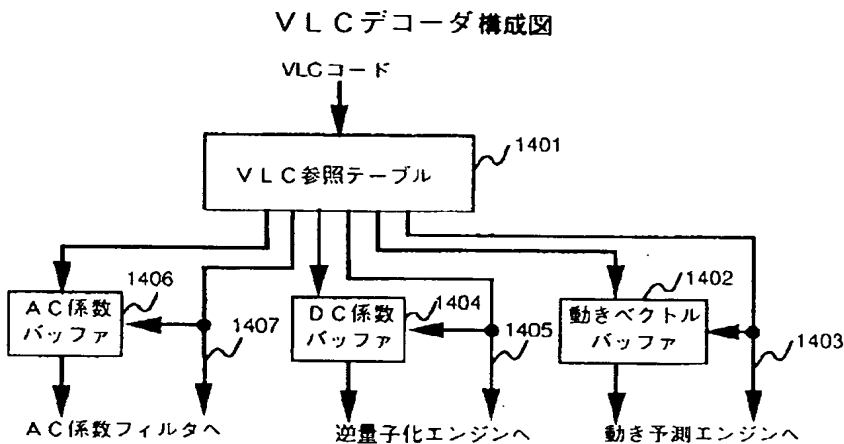 VLCデコーダ構成図
VLCコード
1401
VLC参照テーブル
1406
AC係数
バッファ
1407
1404
DC係数
バッファ
1405
1402
動きベクトル
バッファ
1403
AC係数フィルタへ
逆量子化エンジンへ
動き予測エンジンへ